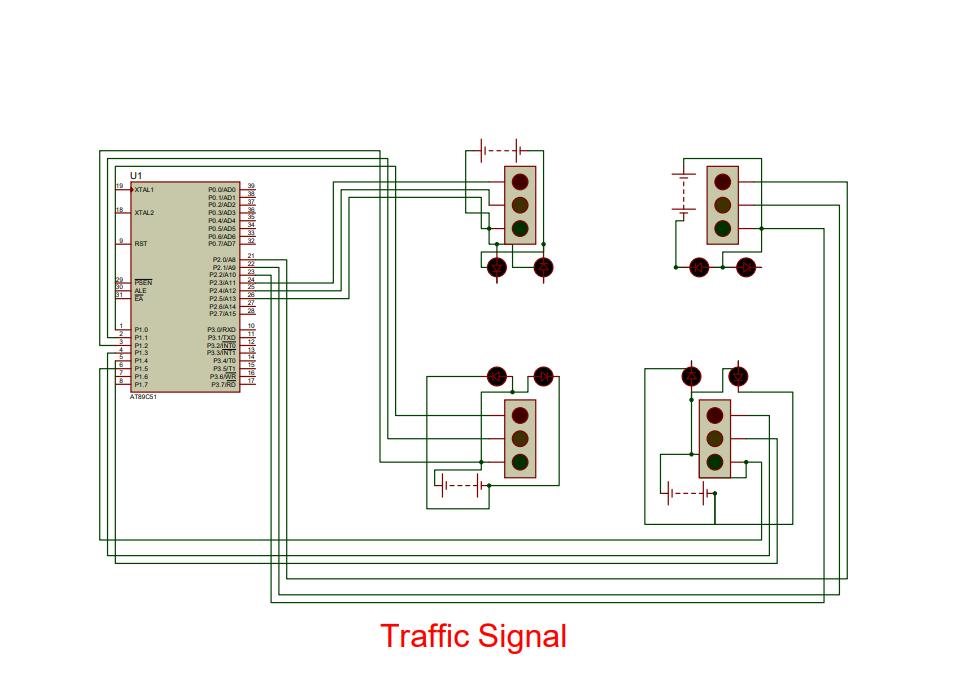 U1
19 XTAL1 P0.0/AD0 39
P0.1/AD1 38
P0.2/AD2 37
18 XTAL2 P0.3/AD3 36
P0.4/AD4 35
P0.5/AD5 34
P0.6/AD6 33
9 RST P0.7/AD7 32
P2.0/A8 21
P2.1/A9 22
P2.2/A10 23
29 PSEN P2.3/A11 24
30 ALE P2.4/A12 25
31 EA P2.5/A13 26
P2.6/A14 27
P2.7/A15 28
1 P1.0 P3.0/RXD 10
2 P1.1 P3.1/TXD 11
3 P1.2 P3.2/INT0 12
4 P1.3 P3.3/INT1 13
5 P1.4 P3.4/T0 14
6 P1.5 P3.5/T1 15
7 P1.6 P3.6/WR 16
8 P1.7 P3.7/RD 17
AT89C51
Traffic Signal